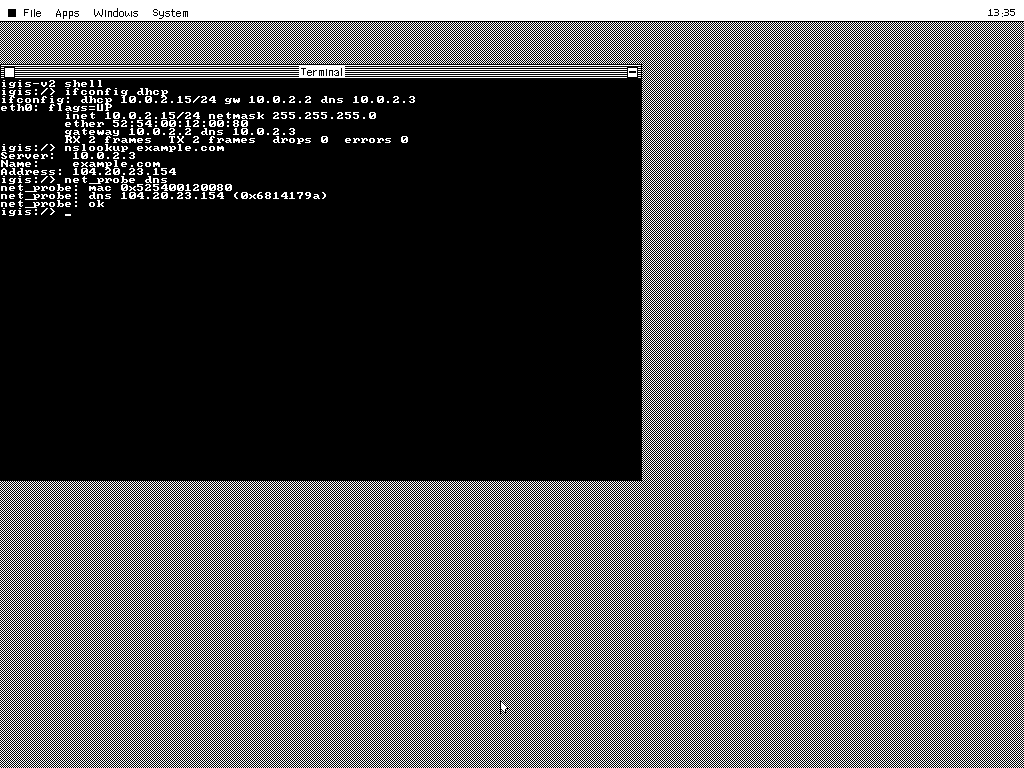 File Apps Windows System 13:35
Terminal
igis-v2 shell
igis:/> ifconfig dhcp
ifconfig: dhcp 10.0.2.15/24 gw 10.0.2.2 dns 10.0.2.3
eth0: flags=UP
inet 10.0.2.15/24 netmask 255.255.255.0
ether 52:54:00:12:00:80
gateway 10.0.2.2 dns 10.0.2.3
RX 2 frames TX 2 frames drops 0 errors 0
igis:/> nslookup example.com
Server: 10.0.2.3
Name: example.com
Address: 104.20.23.154
igis:/> net_probe dns
net_probe: mac 0x525400120080
net_probe: dns 104.20.23.154 (0x6814179a)
net_probe: ok
igis:/> _